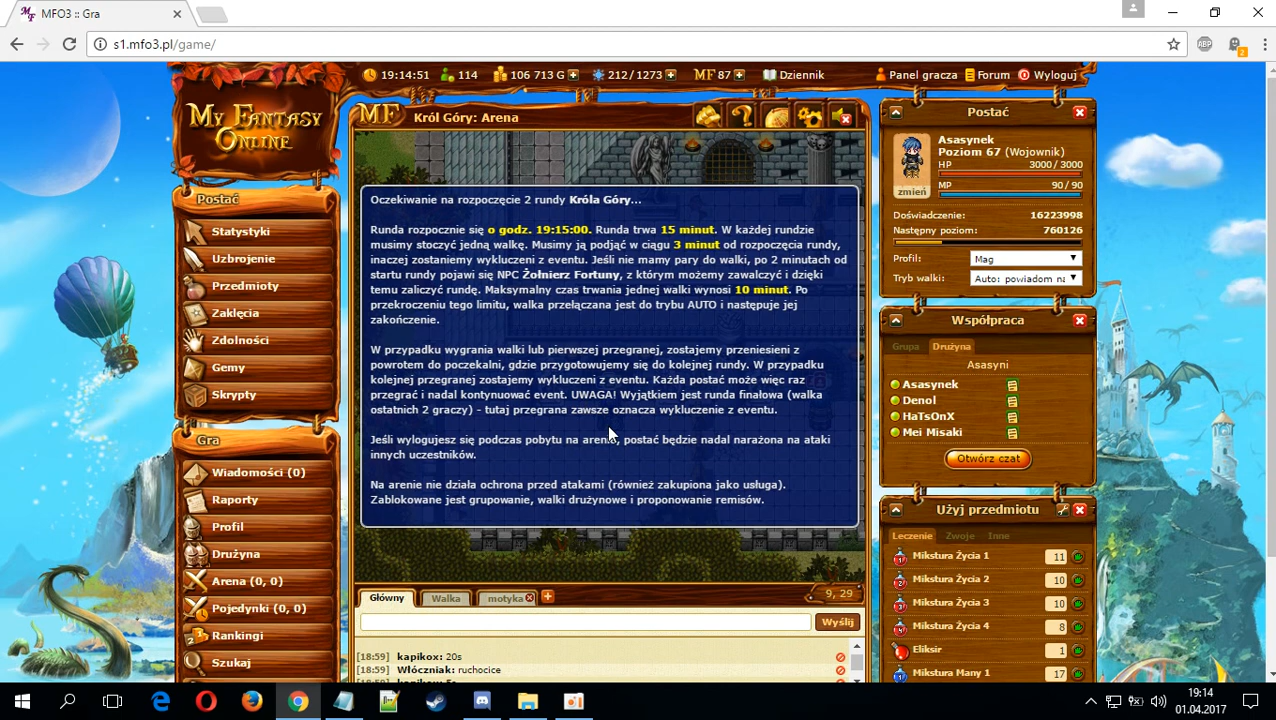 MFO3 :: Gra
s1.mfo3.pl/game/
ABP
2
19:14:51
114
106 713 G
212/1273
MF 87
Dziennik
Panel gracza
Forum
Wyloguj
My Fantasy
Online
MF
Król Góry: Arena
Postać
Statystyki
Uzbrojenie
Przedmioty
Zaklęcia
Zdolności
Gemy
Skrypty
Gra
Wiadomości (0)
Raporty
Profil
Drużyna
Arena (0, 0)
Pojedynki (0, 0)
Rankingi
Szukaj
Oczekiwanie na rozpoczęcie 2 rundy Króla Góry...
Runda rozpocznie się o godz. 19:15:00. Runda trwa 15 minut. W każdej rundzie
musimy stoczyć jedną walkę. Musimy ją podjąć w ciągu 3 minut od rozpoczęcia rundy,
inaczej zostaniemy wykluczeni z eventu. Jeśli nie mamy pary do walki, po 2 minutach od
startu rundy pojawi się NPC Żołnierz Fortuny, z którym możemy zawalczyć i dzięki
temu zaliczyć rundę. Maksymalny czas trwania jednej walki wynosi 10 minut. Po
przekroczeniu tego limitu, walka przełączana jest do trybu AUTO i następuje jej
zakończenie.
W przypadku wygrania walki lub pierwszej przegranej, zostajemy przeniesieni z
powrotem do poczekalni, gdzie przygotowujemy się do kolejnej rundy. W przypadku
kolejnej przegranej zostajemy wykluczeni z eventu. Każda postać może więc raz
przegrać i nadal kontynuować event. UWAGA! Wyjątkiem jest runda finałowa (walka
ostatnich 2 graczy) - tutaj przegrana zawsze oznacza wykluczenie z eventu.
Jeśli wylogujesz się podczas pobytu na arenie, postać będzie nadal narażona na ataki
innych uczestników.
Na arenie nie działa ochrona przed atakami (również zakupiona jako usługa).
Zablokowane jest grupowanie, walki drużynowe i proponowanie remisów.
9, 29
Główny
Walka
motyka
Wyślij
[18:59] kapikox: 20s
[18:59] Włóczniak: ruchocice
Postać
zmień
Asasynek
Poziom 67 (Wojownik)
HP 3000 / 3000
MP 90 / 90
Doświadczenie: 16223998
Następny poziom: 760126
Profil: Mag
Tryb walki: Auto: powiadom na
Współpraca
Grupa
Drużyna
Asasyni
Asasynek
Denol
HaTsOnX
Mei Misaki
Otwórz czat
Użyj przedmiotu
Leczenie
Zwoje
Inne
Mikstura Życia 1 11
Mikstura Życia 2 10
Mikstura Życia 3 10
Mikstura Życia 4 8
Eliksir 1
Mikstura Many 1 17
19:14
01.04.2017